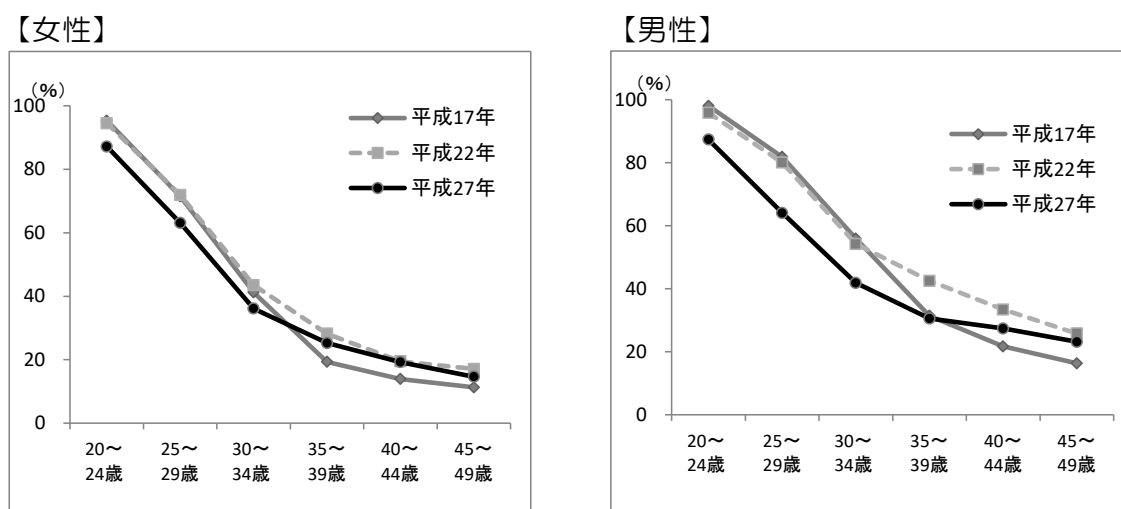 【女性】
（%）
100
80
60
40
20
0
平成17年
平成22年
平成27年
20～
24歳
25～
29歳
30～
34歳
35～
39歳
40～
44歳
45～
49歳
【男性】
（%）
100
80
60
40
20
0
平成17年
平成22年
平成27年
20～
24歳
25～
29歳
30～
34歳
35～
39歳
40～
44歳
45～
49歳